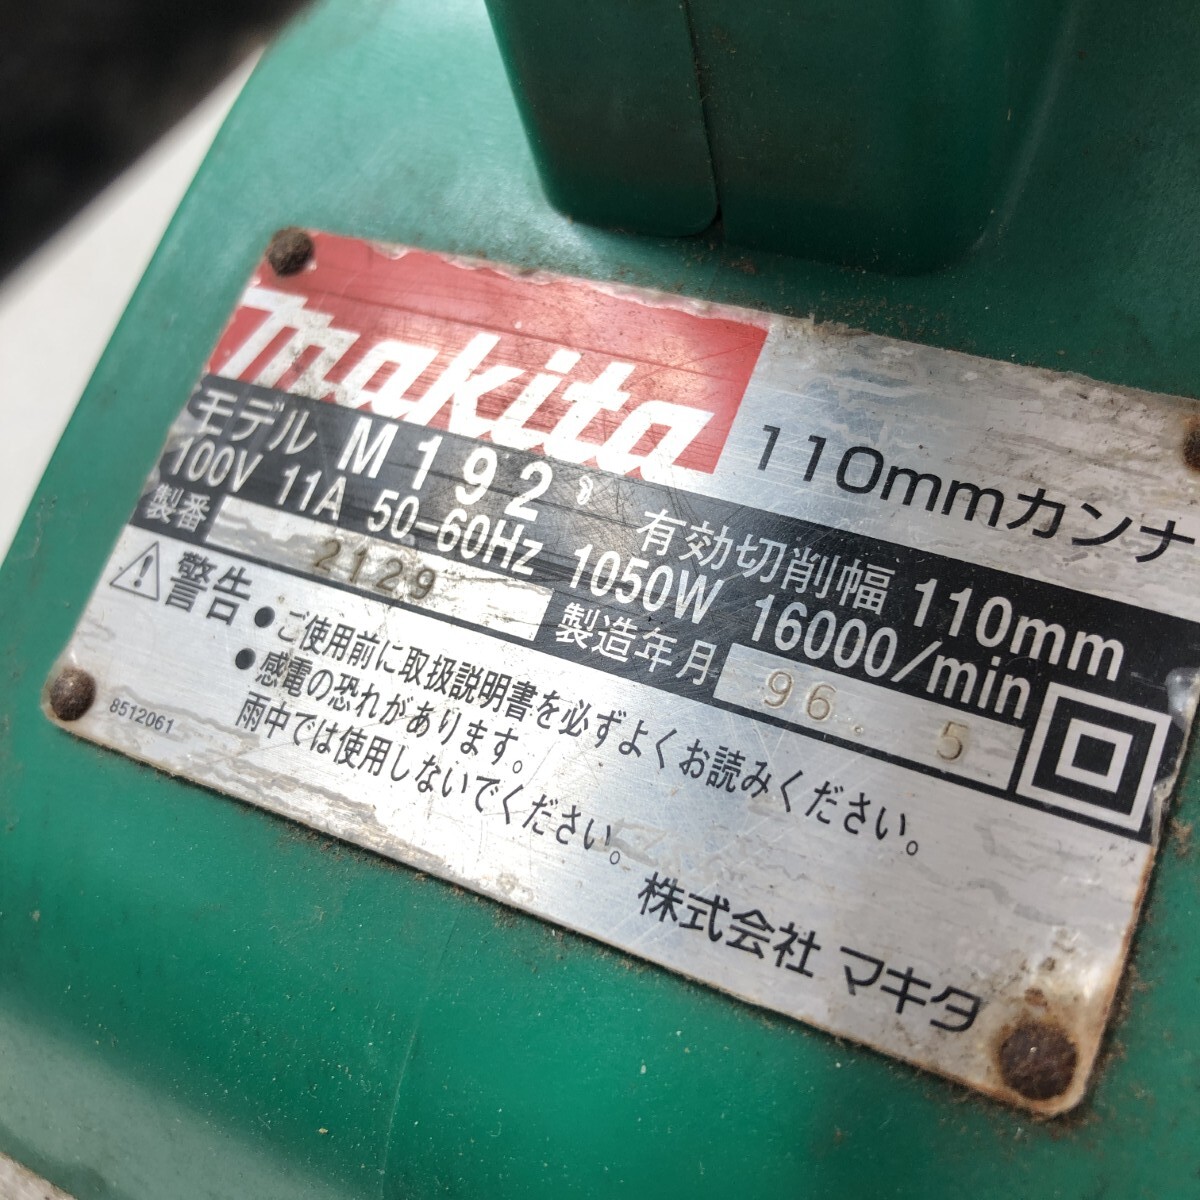 makita
110mmカンナ
モデル M192 有効切削幅 110mm
100V 11A 50-60Hz 1050W 16000/min
製番 2129 製造年月 96. 5
警告 ●ご使用前に取扱説明書を必ずよくお読みください。
●感電の恐れがあります。
雨中では使用しないでください。
8512061
株式会社 マキタ